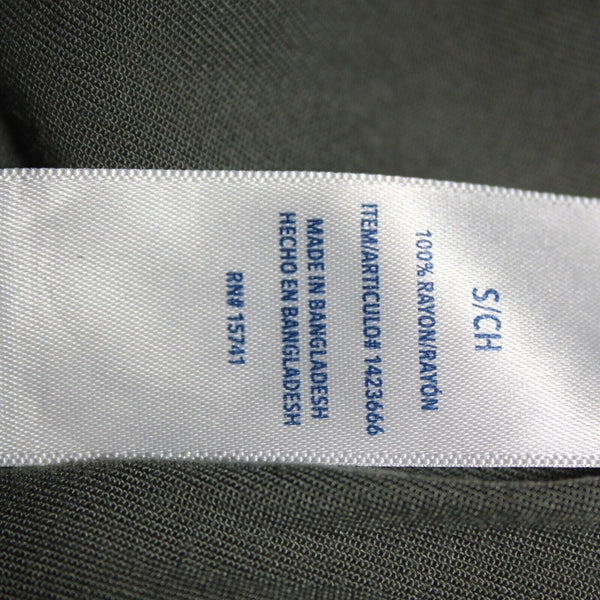 S/CH
100% RAYON/RAYÓN
ITEM/ARTICULO# 1423666
MADE IN BANGLADESH
HECHO EN BANGLADESH
RN# 15741